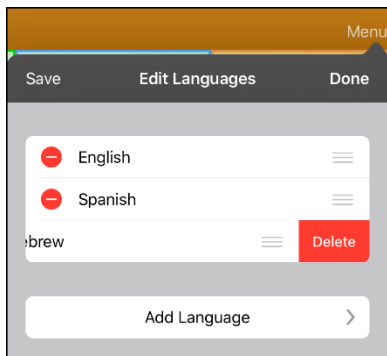 Menu
Save Edit Languages Done
English
Spanish
ebrew Delete
Add Language